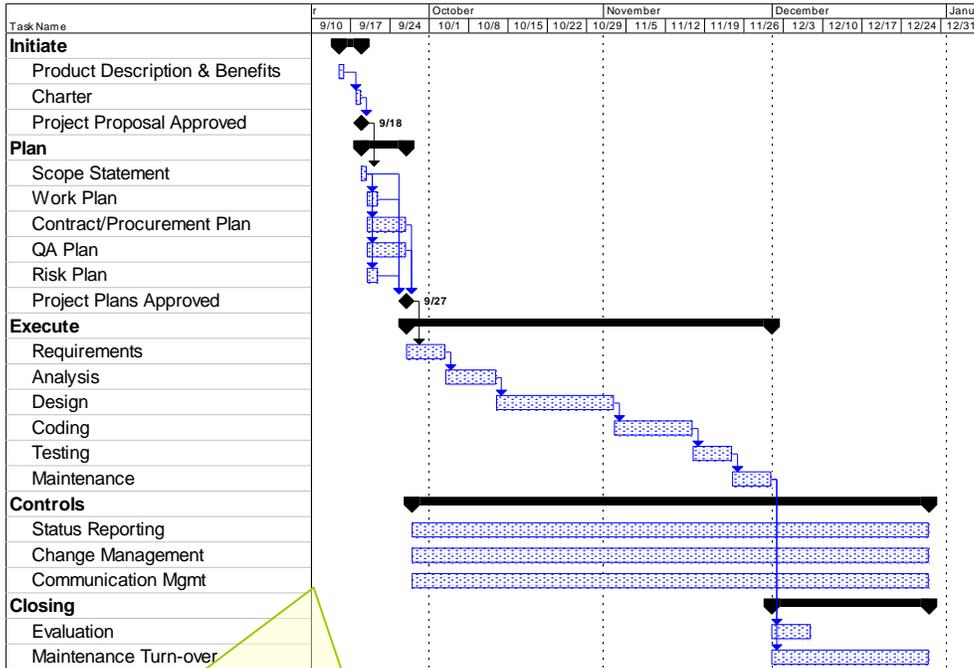 r October November December Janu
Task Name 9/10 9/17 9/24 10/1 10/8 10/15 10/22 10/29 11/5 11/12 11/19 11/26 12/3 12/10 12/17 12/24 12/31
Initiate
Product Description & Benefits
Charter
Project Proposal Approved 9/18
Plan
Scope Statement
Work Plan
Contract/Procurement Plan
QA Plan
Risk Plan
Project Plans Approved 9/27
Execute
Requirements
Analysis
Design
Coding
Testing
Maintenance
Controls
Status Reporting
Change Management
Communication Mgmt
Closing
Evaluation
Maintenance Turn-over